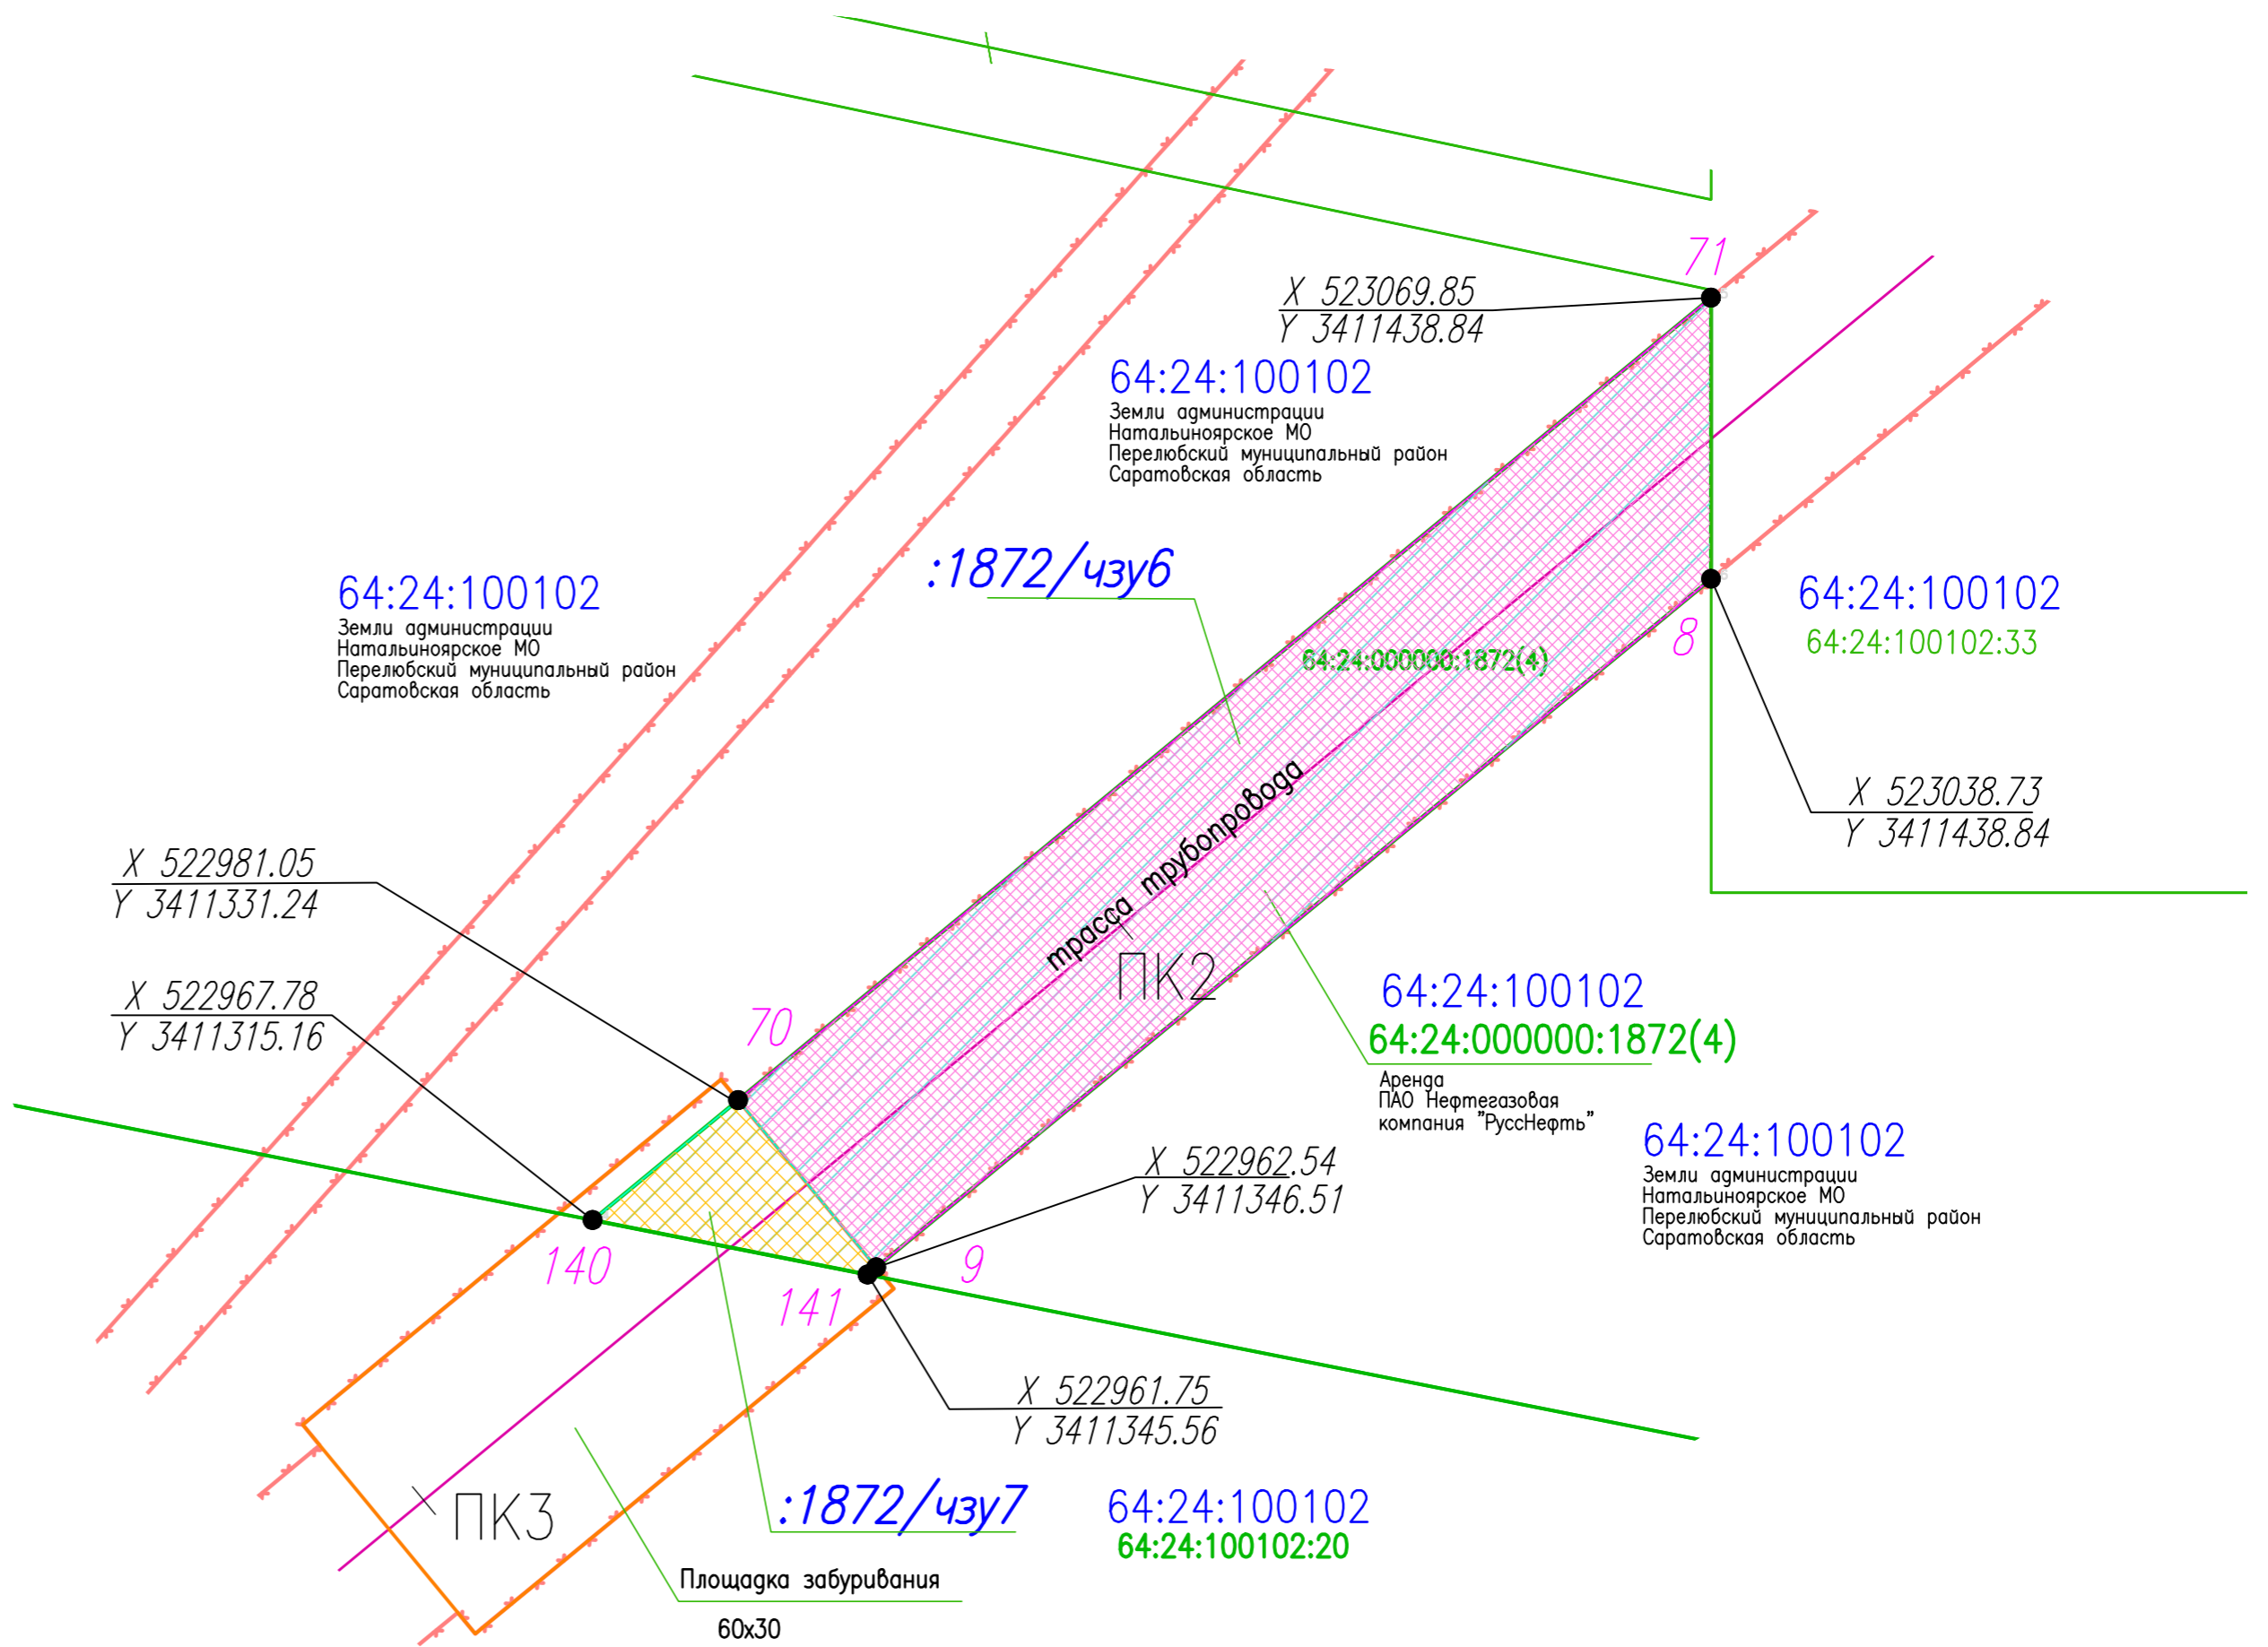 71
X 523069.85
Y 3411438.84
64:24:100102
Земли администрации
Натальиноярское МО
Перелюбский муниципальный район
Саратовская область
:1872/чзу6
64:24:100102
Земли администрации
Натальиноярское МО
Перелюбский муниципальный район
Саратовская область
64:24:100102
64:24:100102:33
8
64:24:000000:1872(4)
X 523038.73
Y 3411438.84
трасса трубопровода
X 522981.05
Y 3411331.24
ПК2
X 522967.78
Y 3411315.16
70
64:24:100102
64:24:000000:1872(4)
Аренда
ПАО Нефтегазовая
компания "РуссНефть"
64:24:100102
Земли администрации
Натальиноярское МО
Перелюбский муниципальный район
Саратовская область
X 522962.54
Y 3411346.51
140
9
141
X 522961.75
Y 3411345.56
:1872/чзу7
64:24:100102
64:24:100102:20
ПК3
Площадка забуривания
60х30